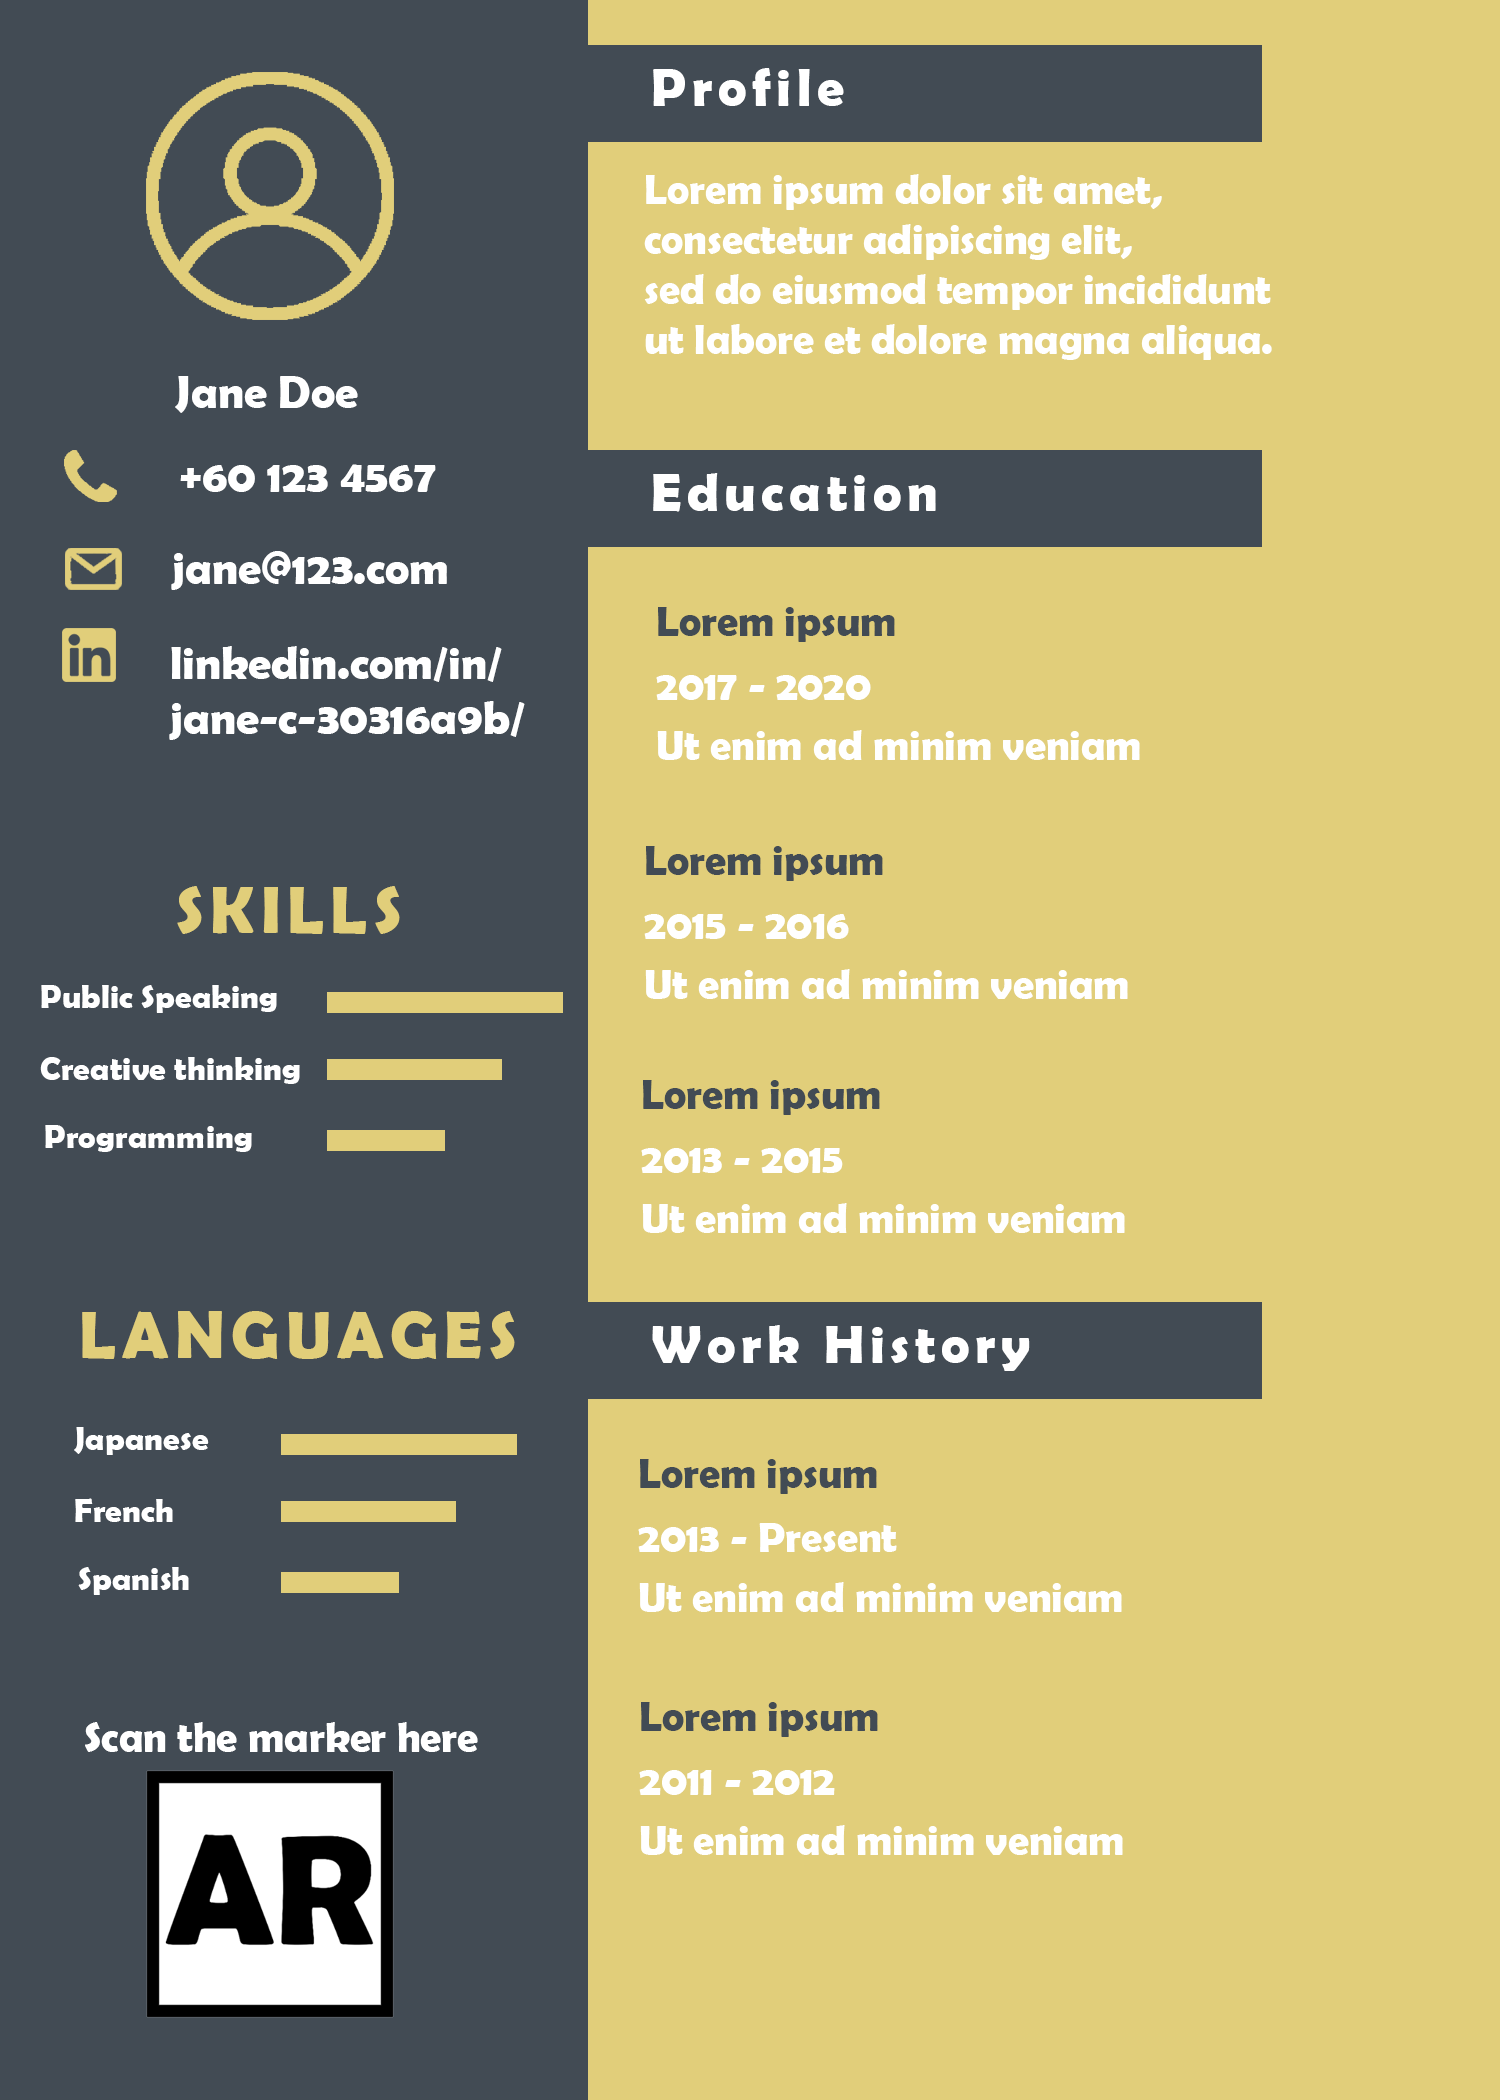 Jane Doe
+60 123 4567
jane@123.com
in
linkedin.com/in/
jane-c-30316a9b/
SKILLS
Public Speaking
Creative thinking
Programming
LANGUAGES
Japanese
French
Spanish
Scan the marker here
AR
Profile
Lorem ipsum dolor sit amet,
consectetur adipiscing elit,
sed do eiusmod tempor incididunt
ut labore et dolore magna aliqua.
Education
Lorem ipsum
2017 - 2020
Ut enim ad minim veniam
Lorem ipsum
2015 - 2016
Ut enim ad minim veniam
Lorem ipsum
2013 - 2015
Ut enim ad minim veniam
Work History
Lorem ipsum
2013 - Present
Ut enim ad minim veniam
Lorem ipsum
2011 - 2012
Ut enim ad minim veniam